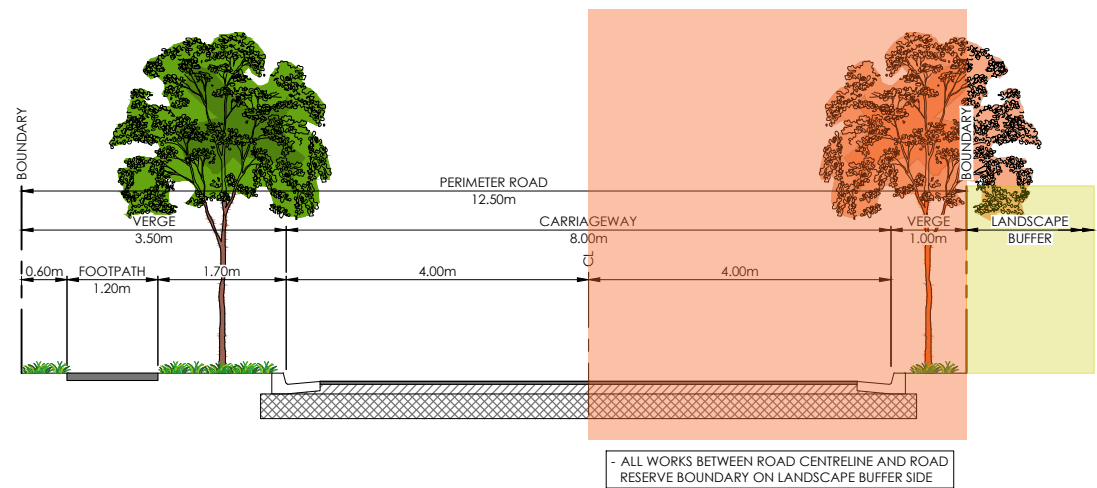 BOUNDARY
BOUNDARY
PERIMETER ROAD
12.50m
VERGE
3.50m
CARRIAGEWAY
8.00m
VERGE
1.00m
LANDSCAPE
BUFFER
0.60m
FOOTPATH
1.20m
1.70m
4.00m
CL
4.00m
- ALL WORKS BETWEEN ROAD CENTRELINE AND ROAD
RESERVE BOUNDARY ON LANDSCAPE BUFFER SIDE